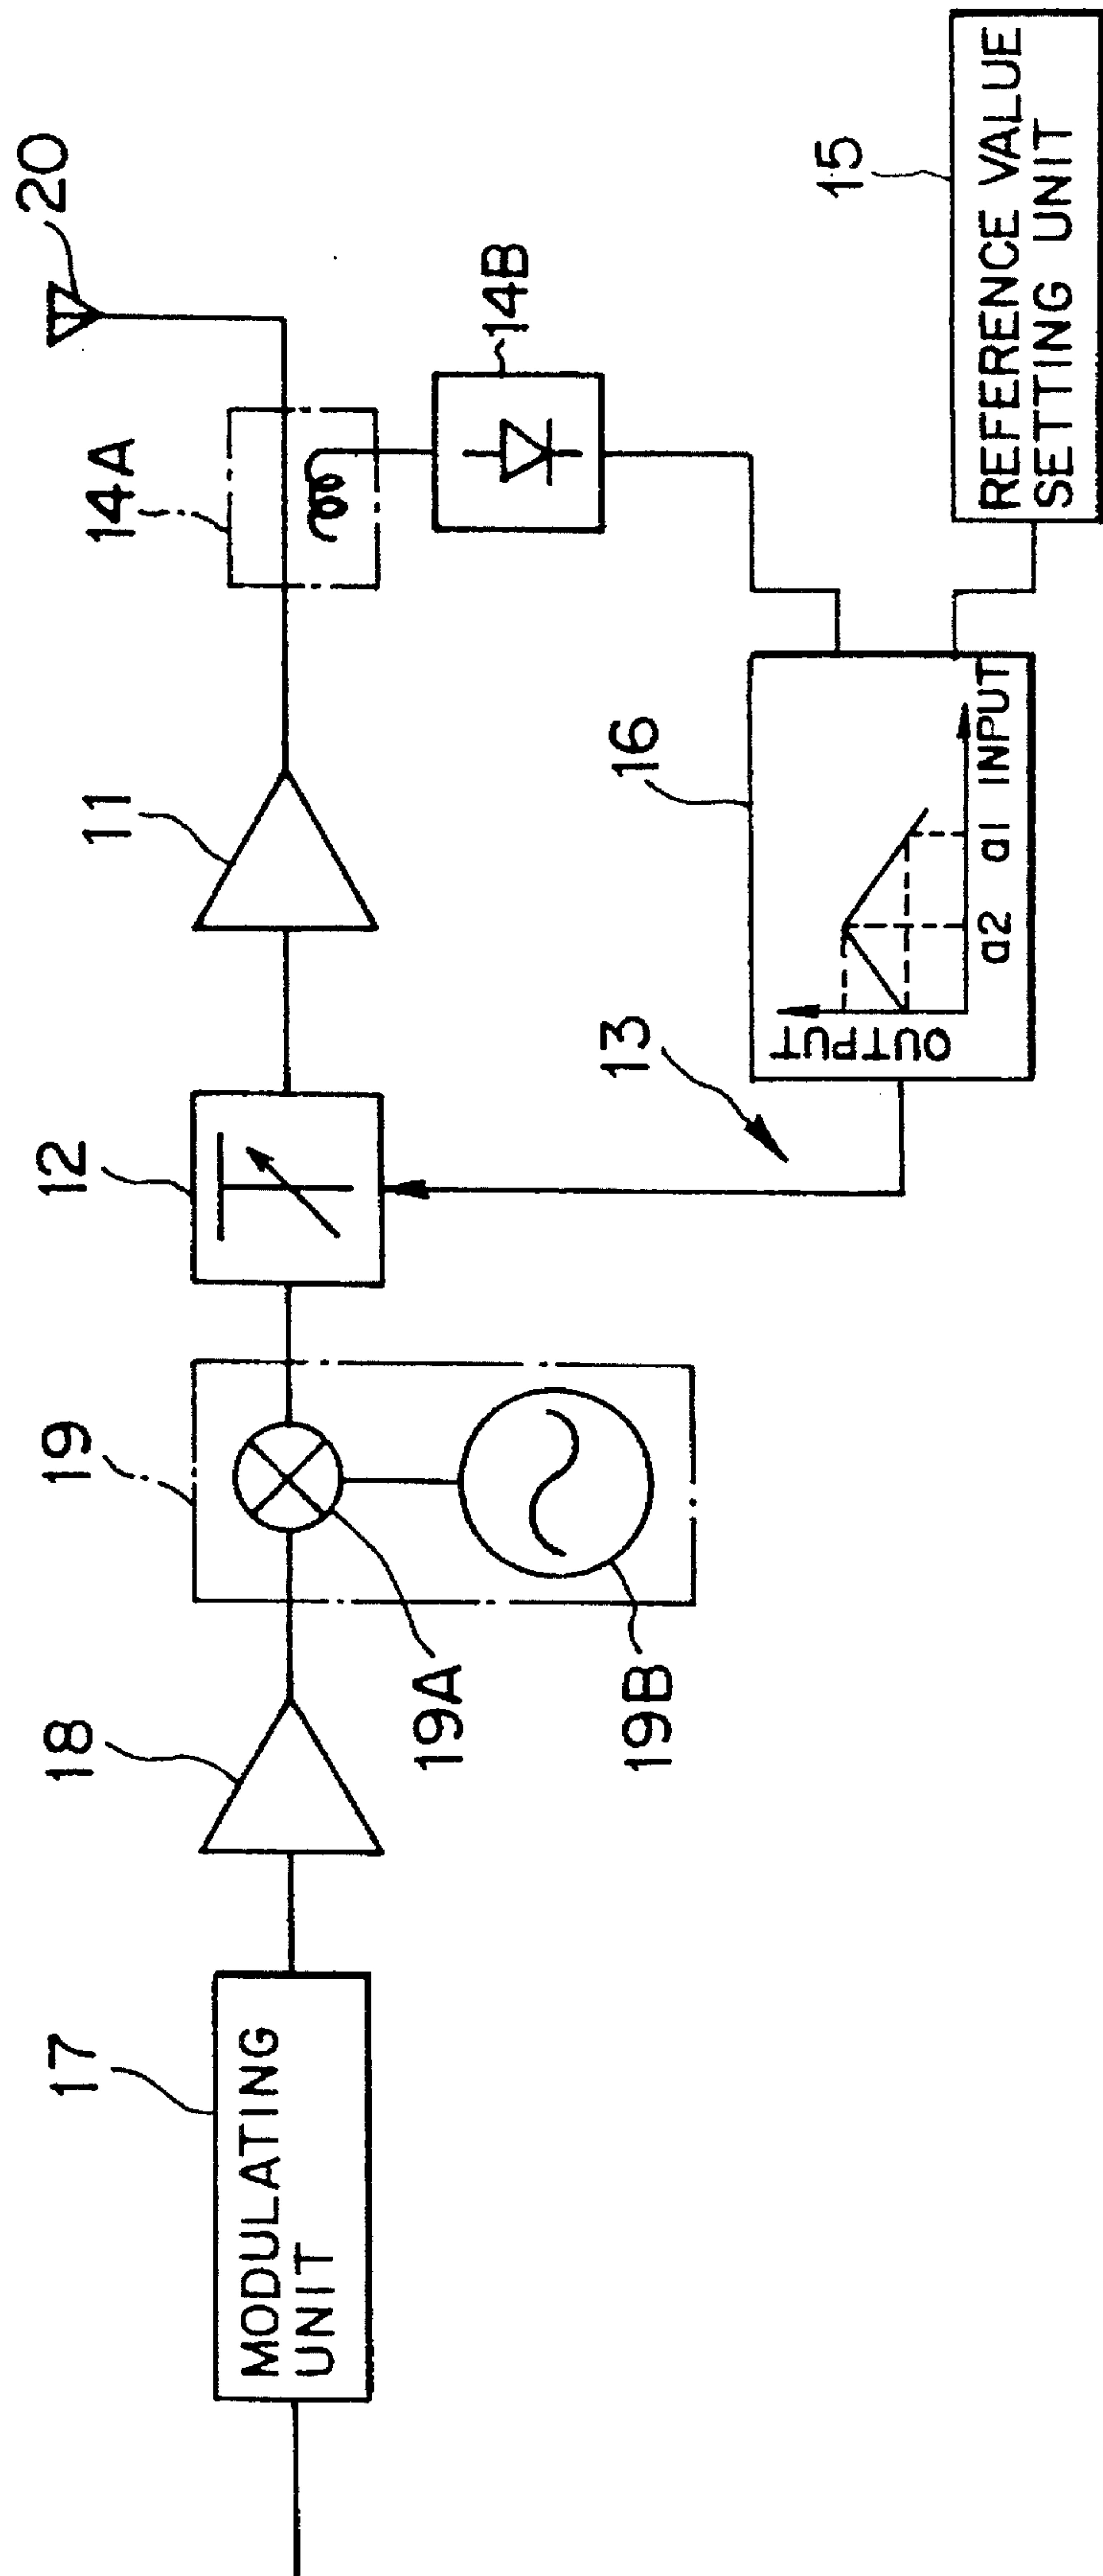 17
MODULATING
UNIT
18
19
19A
19B
12
11
14A
20
14B
13
16
OUTPUT
a2 a1 INPUT
15
REFERENCE VALUE
SETTING UNIT